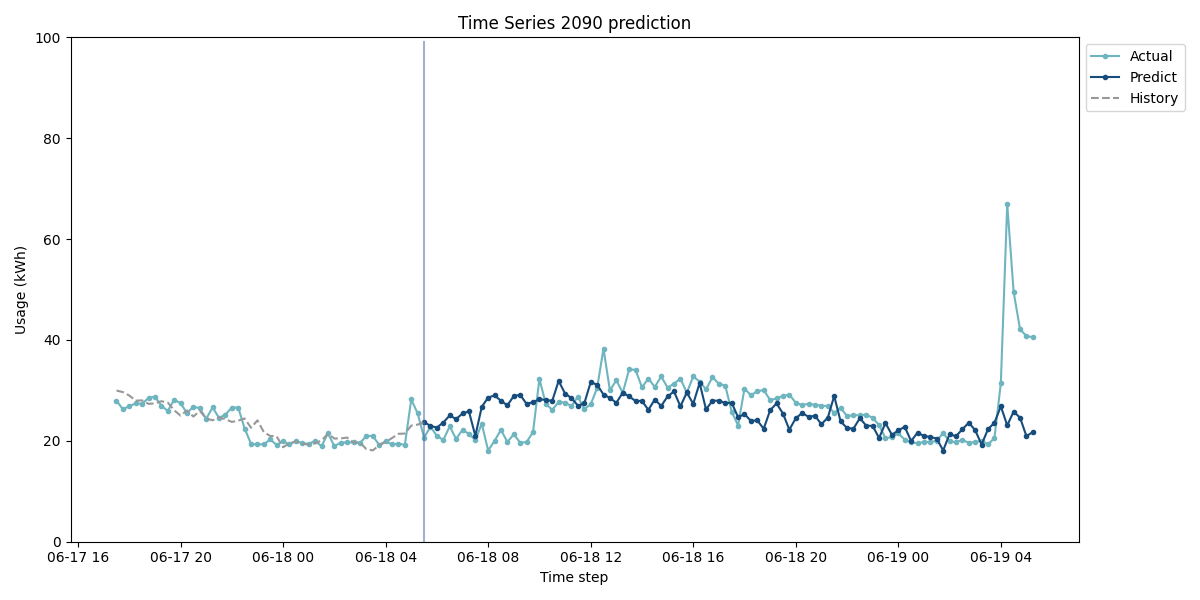 Time Series 2090 prediction
100
80
60
40
20
0
Usage (kWh)
06-17 16
06-17 20
06-18 00
06-18 04
06-18 08
06-18 12
06-18 16
06-18 20
06-19 00
06-19 04
Time step
Actual
Predict
History